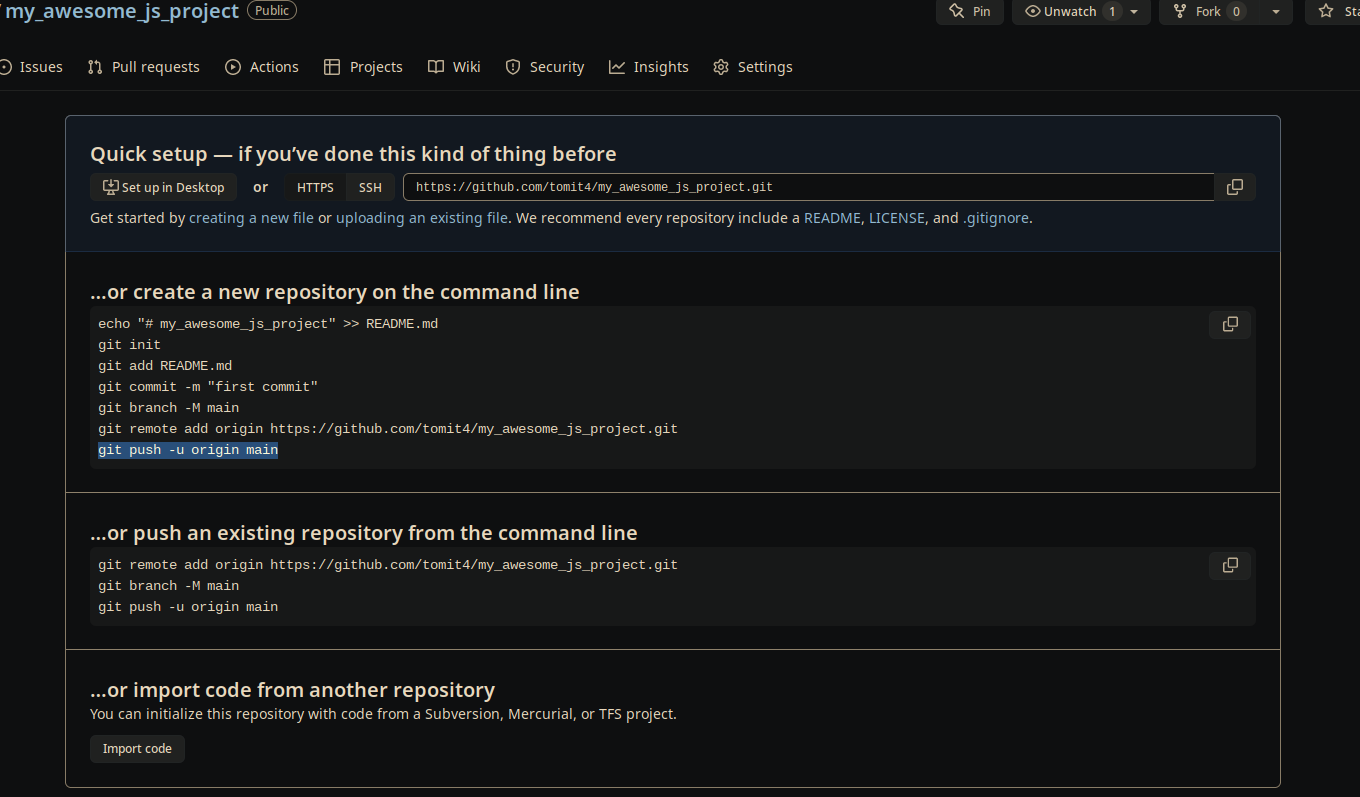 / my_awesome_js_project Public
Pin Unwatch 1 Fork 0
Issues Pull requests Actions Projects Wiki Security Insights Settings
Quick setup — if you’ve done this kind of thing before
Set up in Desktop or HTTPS SSH https://github.com/tomit4/my_awesome_js_project.git
Get started by creating a new file or uploading an existing file. We recommend every repository include a README, LICENSE, and .gitignore.
…or create a new repository on the command line
echo "# my_awesome_js_project" >> README.md
git init
git add README.md
git commit -m "first commit"
git branch -M main
git remote add origin https://github.com/tomit4/my_awesome_js_project.git
git push -u origin main
…or push an existing repository from the command line
git remote add origin https://github.com/tomit4/my_awesome_js_project.git
git branch -M main
git push -u origin main
…or import code from another repository
You can initialize this repository with code from a Subversion, Mercurial, or TFS project.
Import code